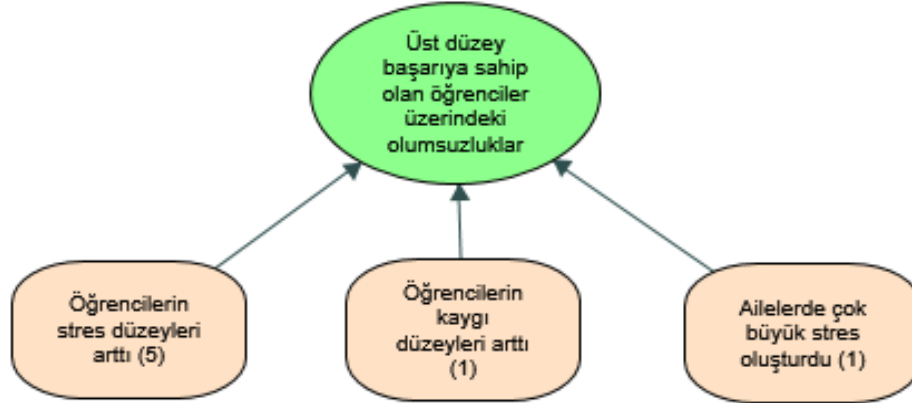 Üst düzey
başarıya sahip
olan öğrenciler
üzerindeki
olumsuzluklar
Öğrencilerin
stres düzeyleri
arttı (5)
Öğrencilerin
kaygı
düzeyleri arttı
(1)
Ailelerde çok
büyük stres
oluşturdu (1)